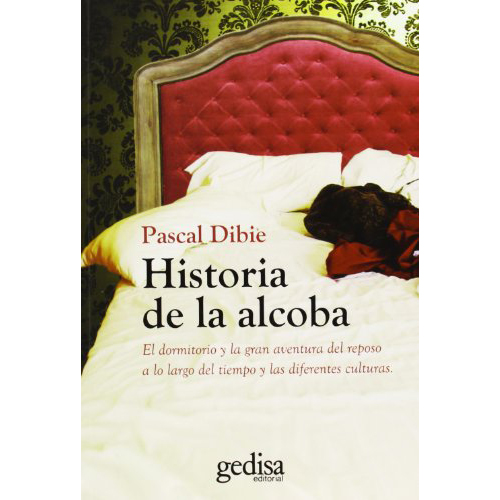 Pascal Dibie
Historia
de la alcoba
El dormitorio y la gran aventura del reposo
a lo largo del tiempo y las diferentes culturas.
gedisa
editorial